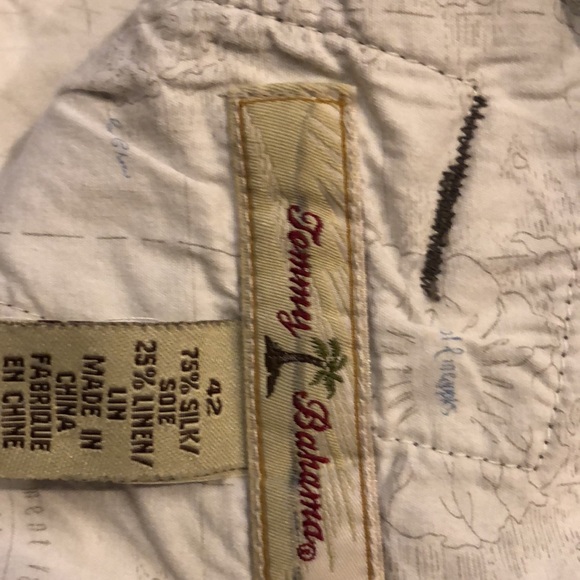 Tommy Bahama®
42
75% SILK/
SOIE
25% LINEN/
LIN
MADE IN
CHINA
FABRIQUE
EN CHINE